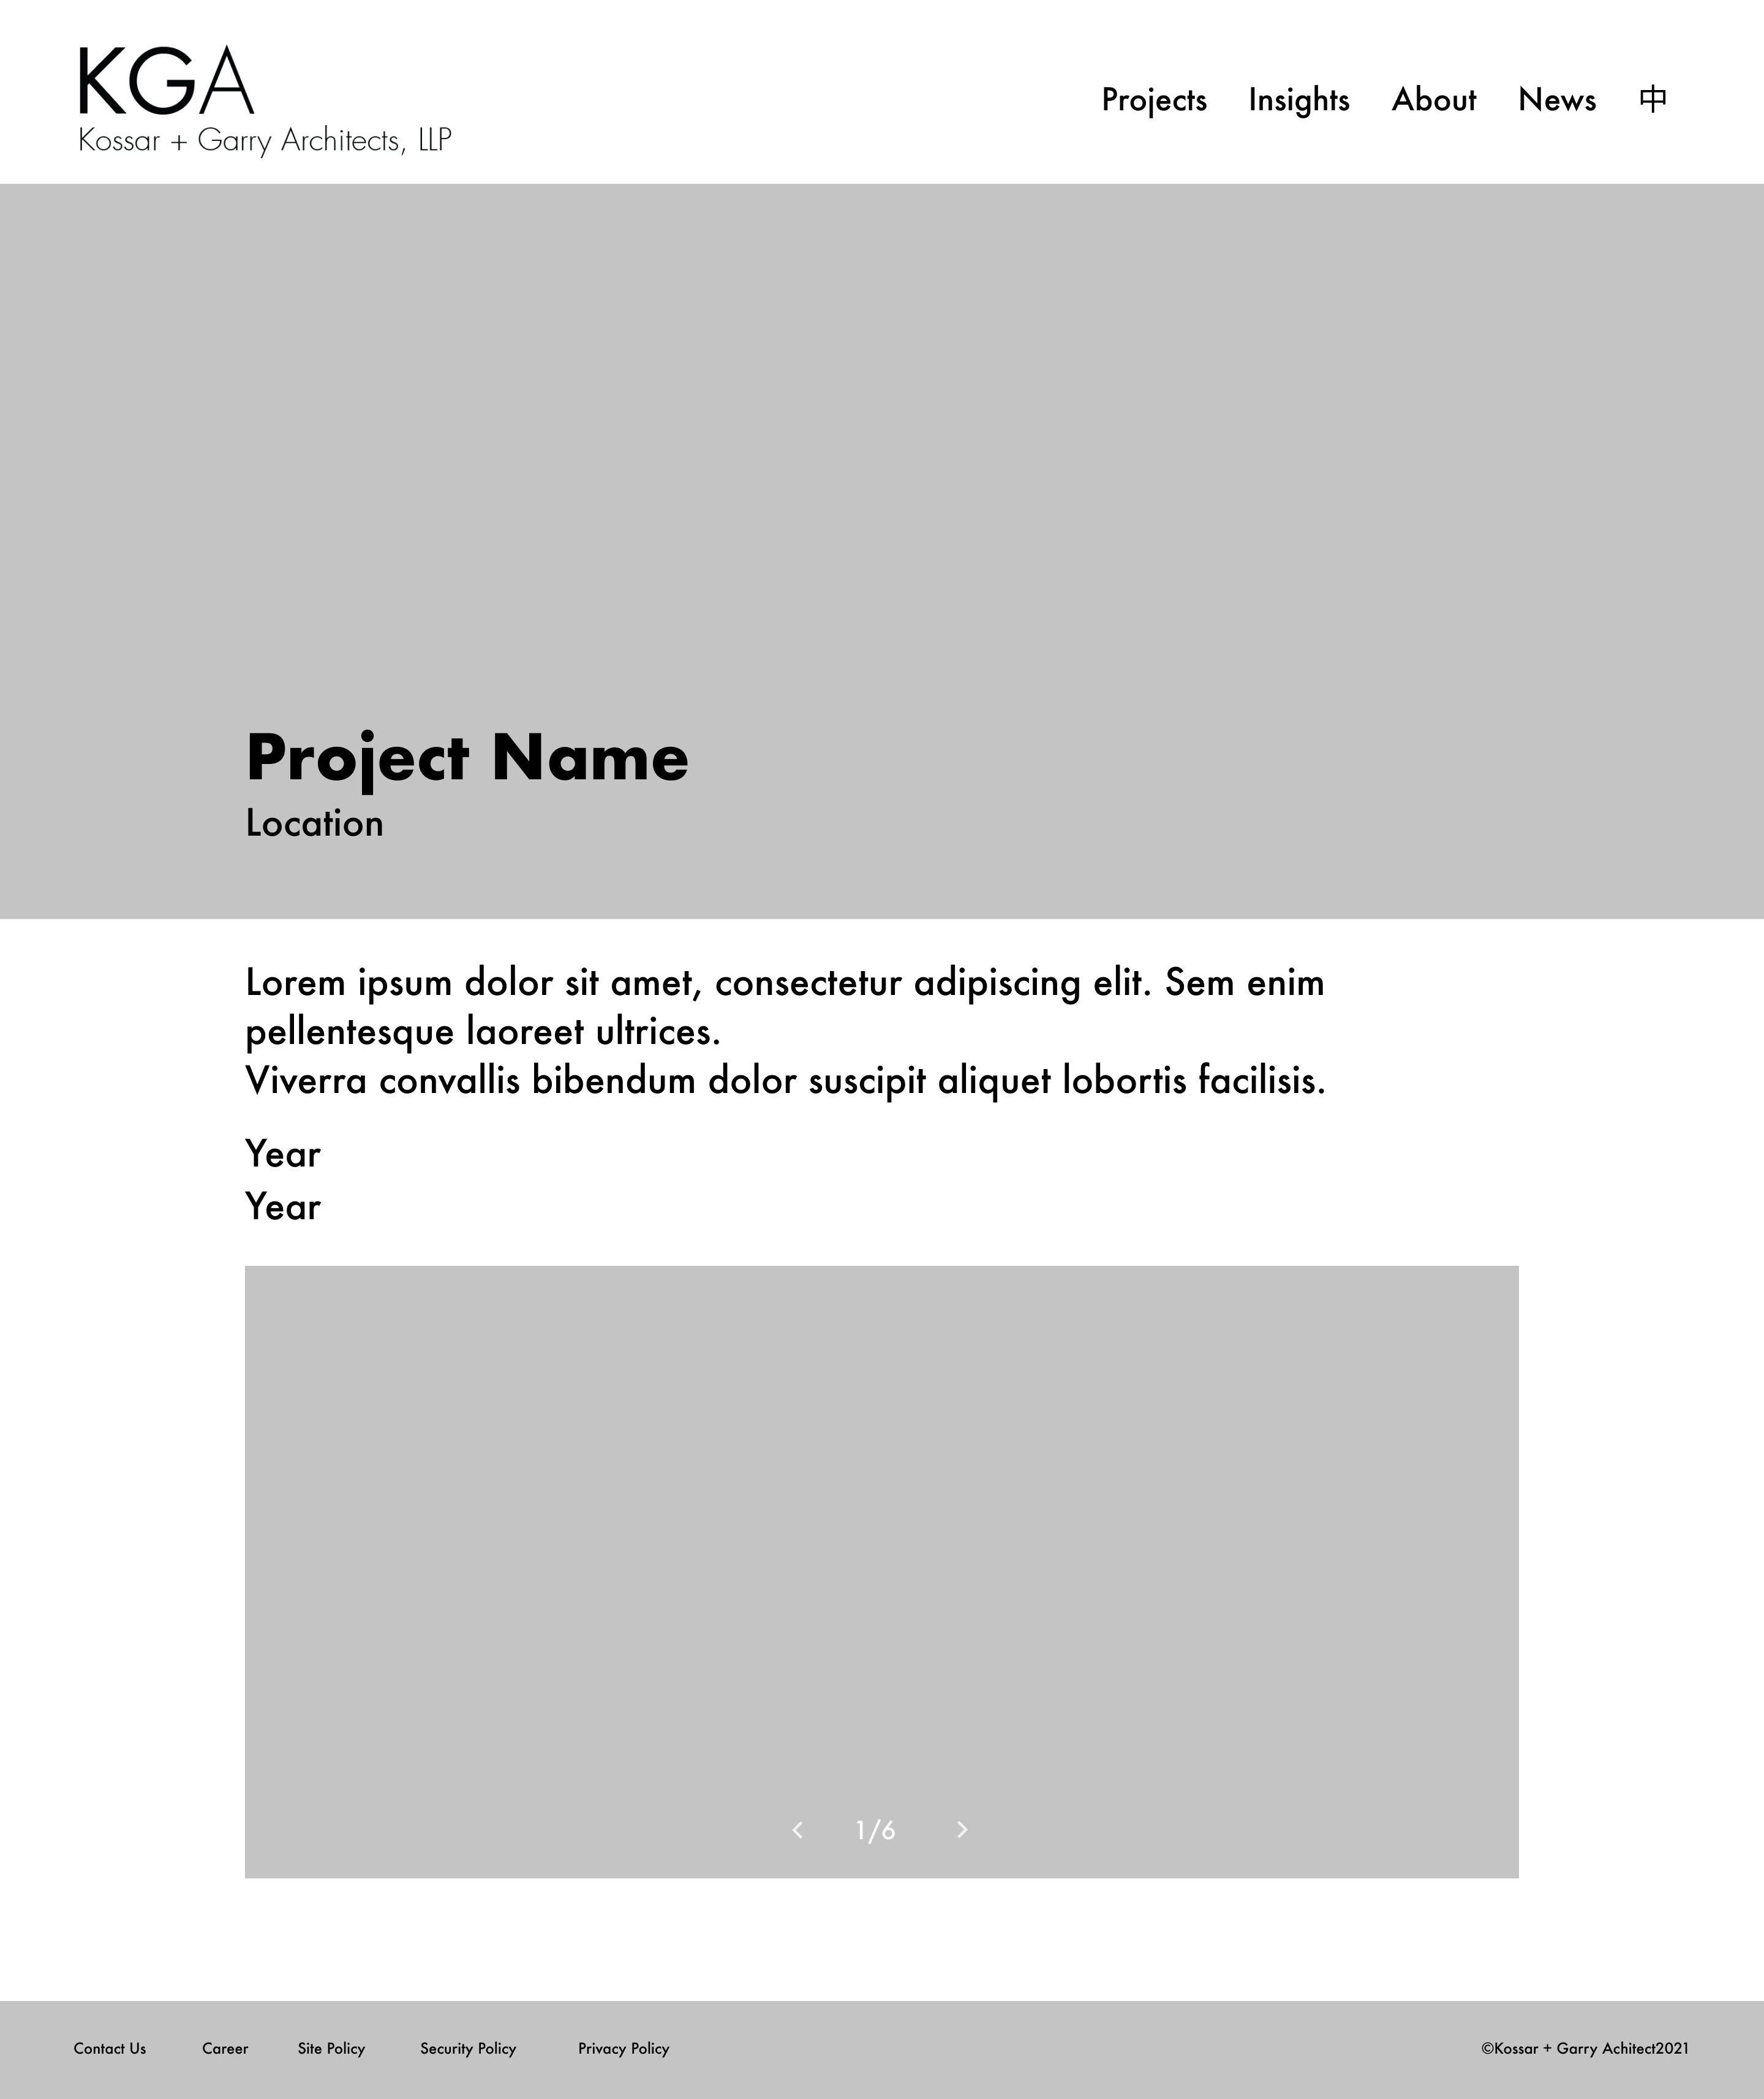 KGA
Kossar + Garry Architects, LLP
Projects Insights About News 中
Project Name
Location
Lorem ipsum dolor sit amet, consectetur adipiscing elit. Sem enim
pellentesque laoreet ultrices.
Viverra convallis bibendum dolor suscipit aliquet lobortis facilisis.
Year
Year
1/6
Contact Us Career Site Policy Security Policy Privacy Policy ©Kossar + Garry Achitect2021